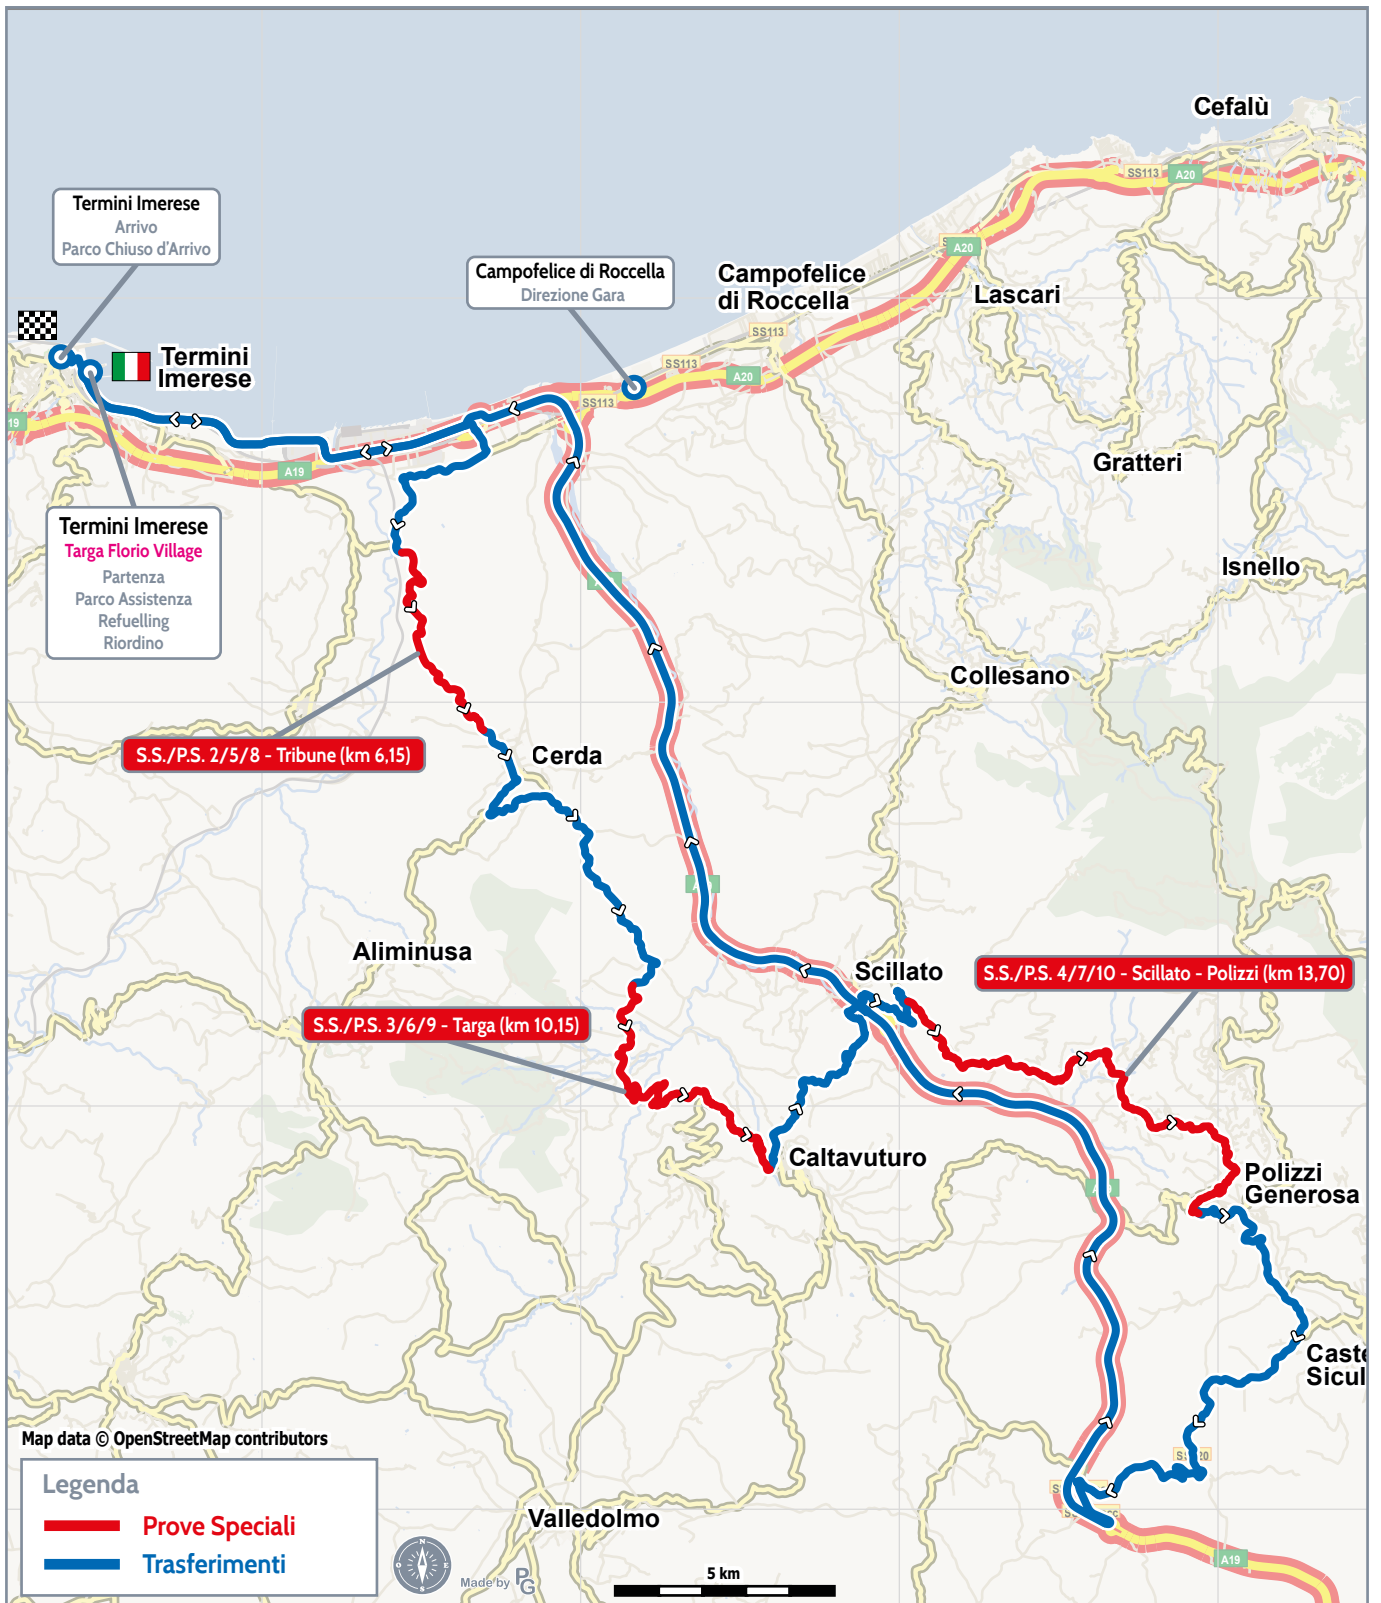 Cefalù
SS113
A20
A20
Termini Imerese
Arrivo
Parco Chiuso d'Arrivo
Campofelice di Roccella
Direzione Gara
Campofelice
di Roccella
Lascari
SS113
SS113
A20
SS113
Termini
Imerese
19
A19
Gratteri
Termini Imerese
Targa Florio Village
Partenza
Parco Assistenza
Refuelling
Riordino
Isnello
Collesano
S.S./P.S. 2/5/8 - Tribune (km 6,15)
Cerda
Aliminusa
Scillato
S.S./P.S. 4/7/10 - Scillato - Polizzi (km 13,70)
S.S./P.S. 3/6/9 - Targa (km 10,15)
Caltavuturo
Polizzi
Generosa
Caste
Sicul
Map data © OpenStreetMap contributors
Legenda
Prove Speciali
Trasferimenti
Valledolmo
N
O
E
S
Made by PG
5 km
A19